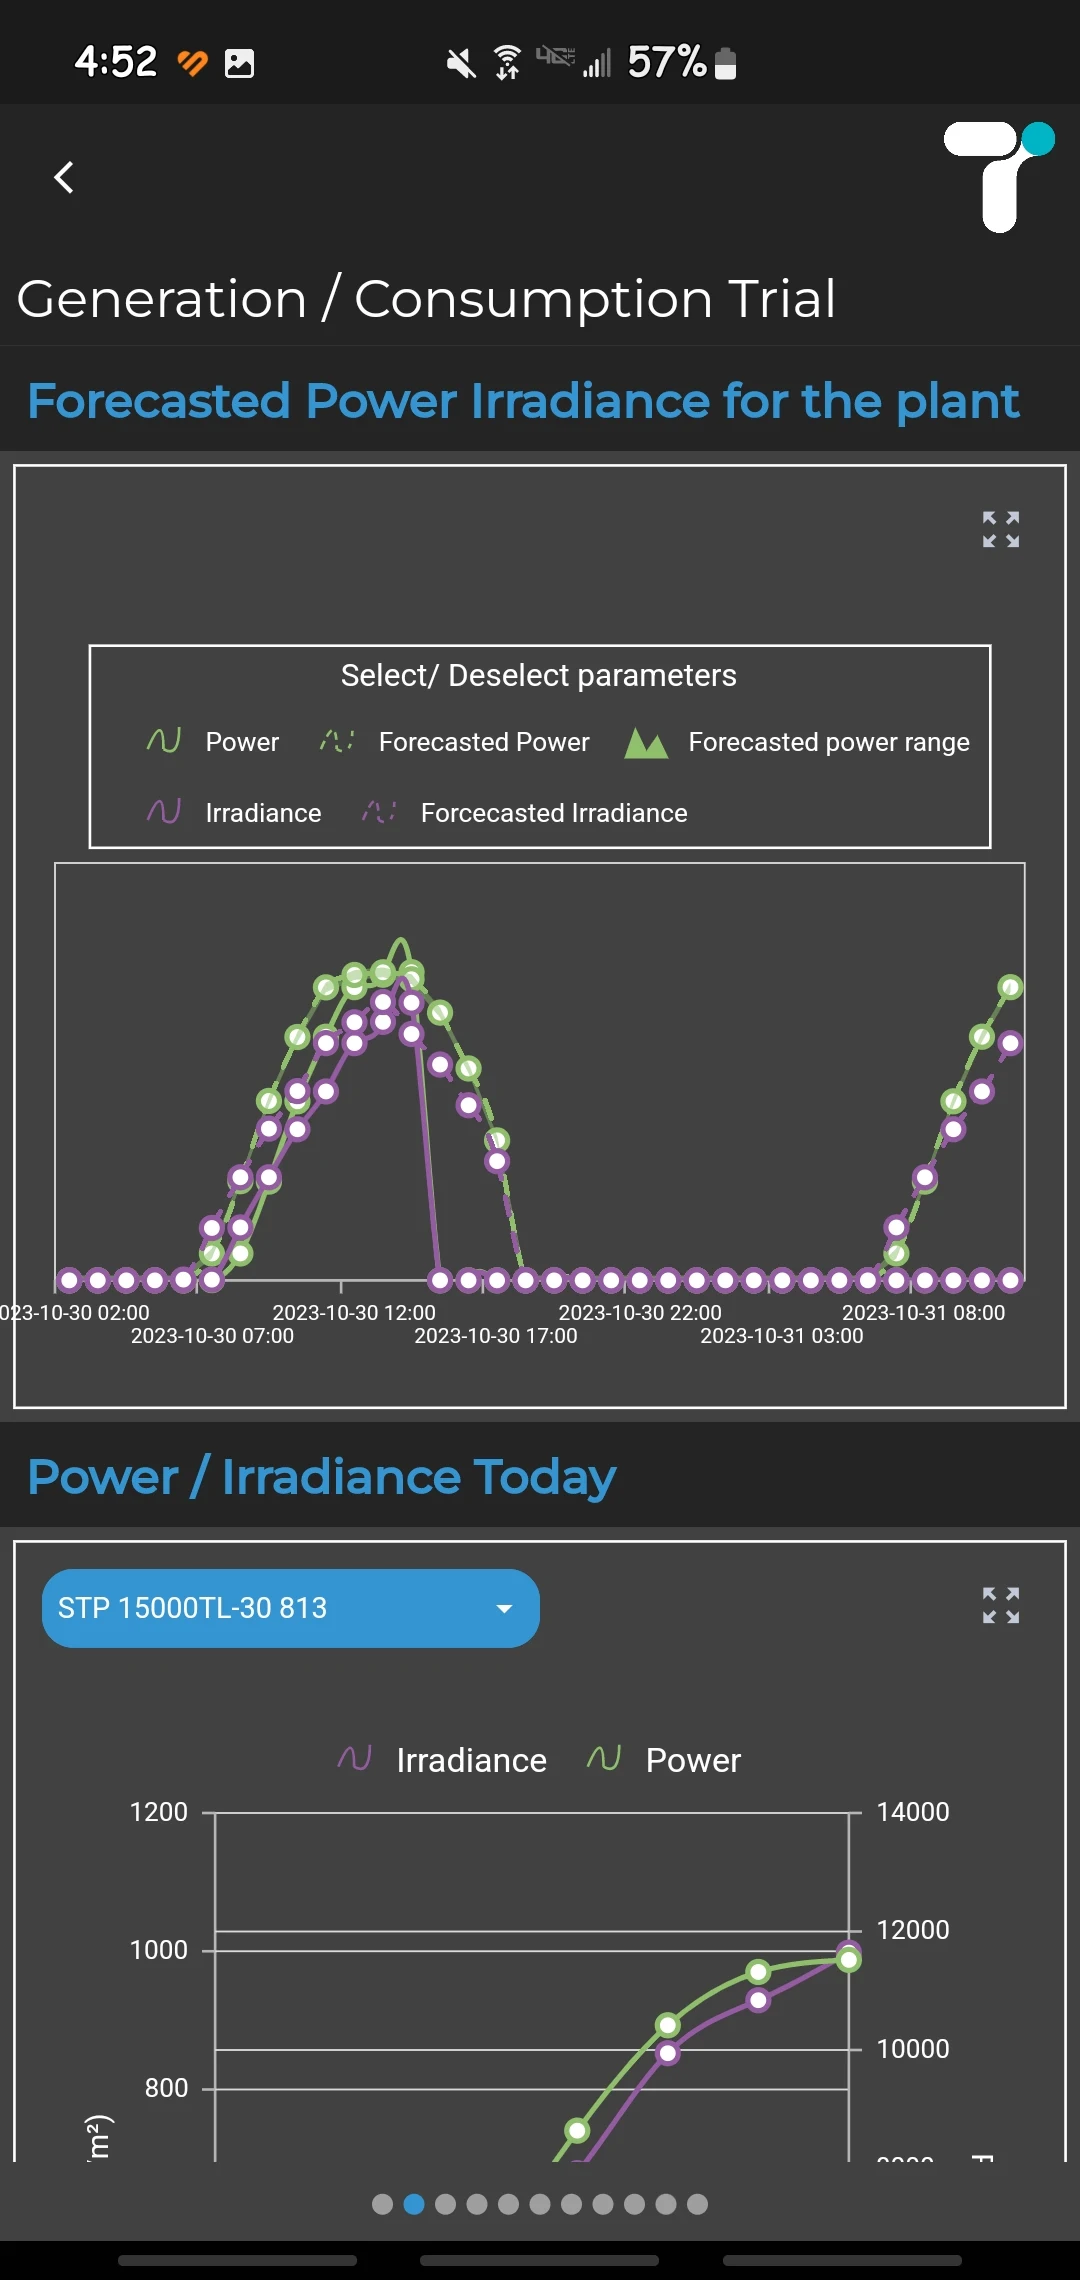 4:52 57%
Generation / Consumption Trial
Forecasted Power Irradiance for the plant
Select/ Deselect parameters
Power Forecasted Power Forecasted power range
Irradiance Forcecasted Irradiance
023-10-30 02:00 2023-10-30 12:00 2023-10-30 22:00 2023-10-31 08:00
2023-10-30 07:00 2023-10-30 17:00 2023-10-31 03:00
Power / Irradiance Today
STP 15000TL-30 813
Irradiance Power
1200 14000
12000
1000
10000
800
m²)